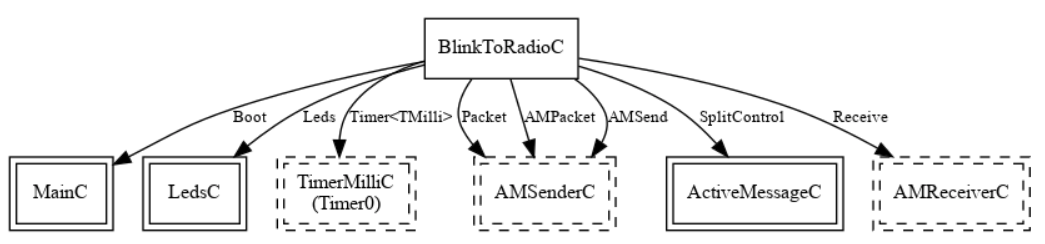 BlinkToRadioC
Boot
Leds
Timer<TMilli>
Packet
AMPacket
AMSend
SplitControl
Receive
MainC
LedsC
TimerMilliC
(Timer0)
AMSenderC
ActiveMessageC
AMReceiverC